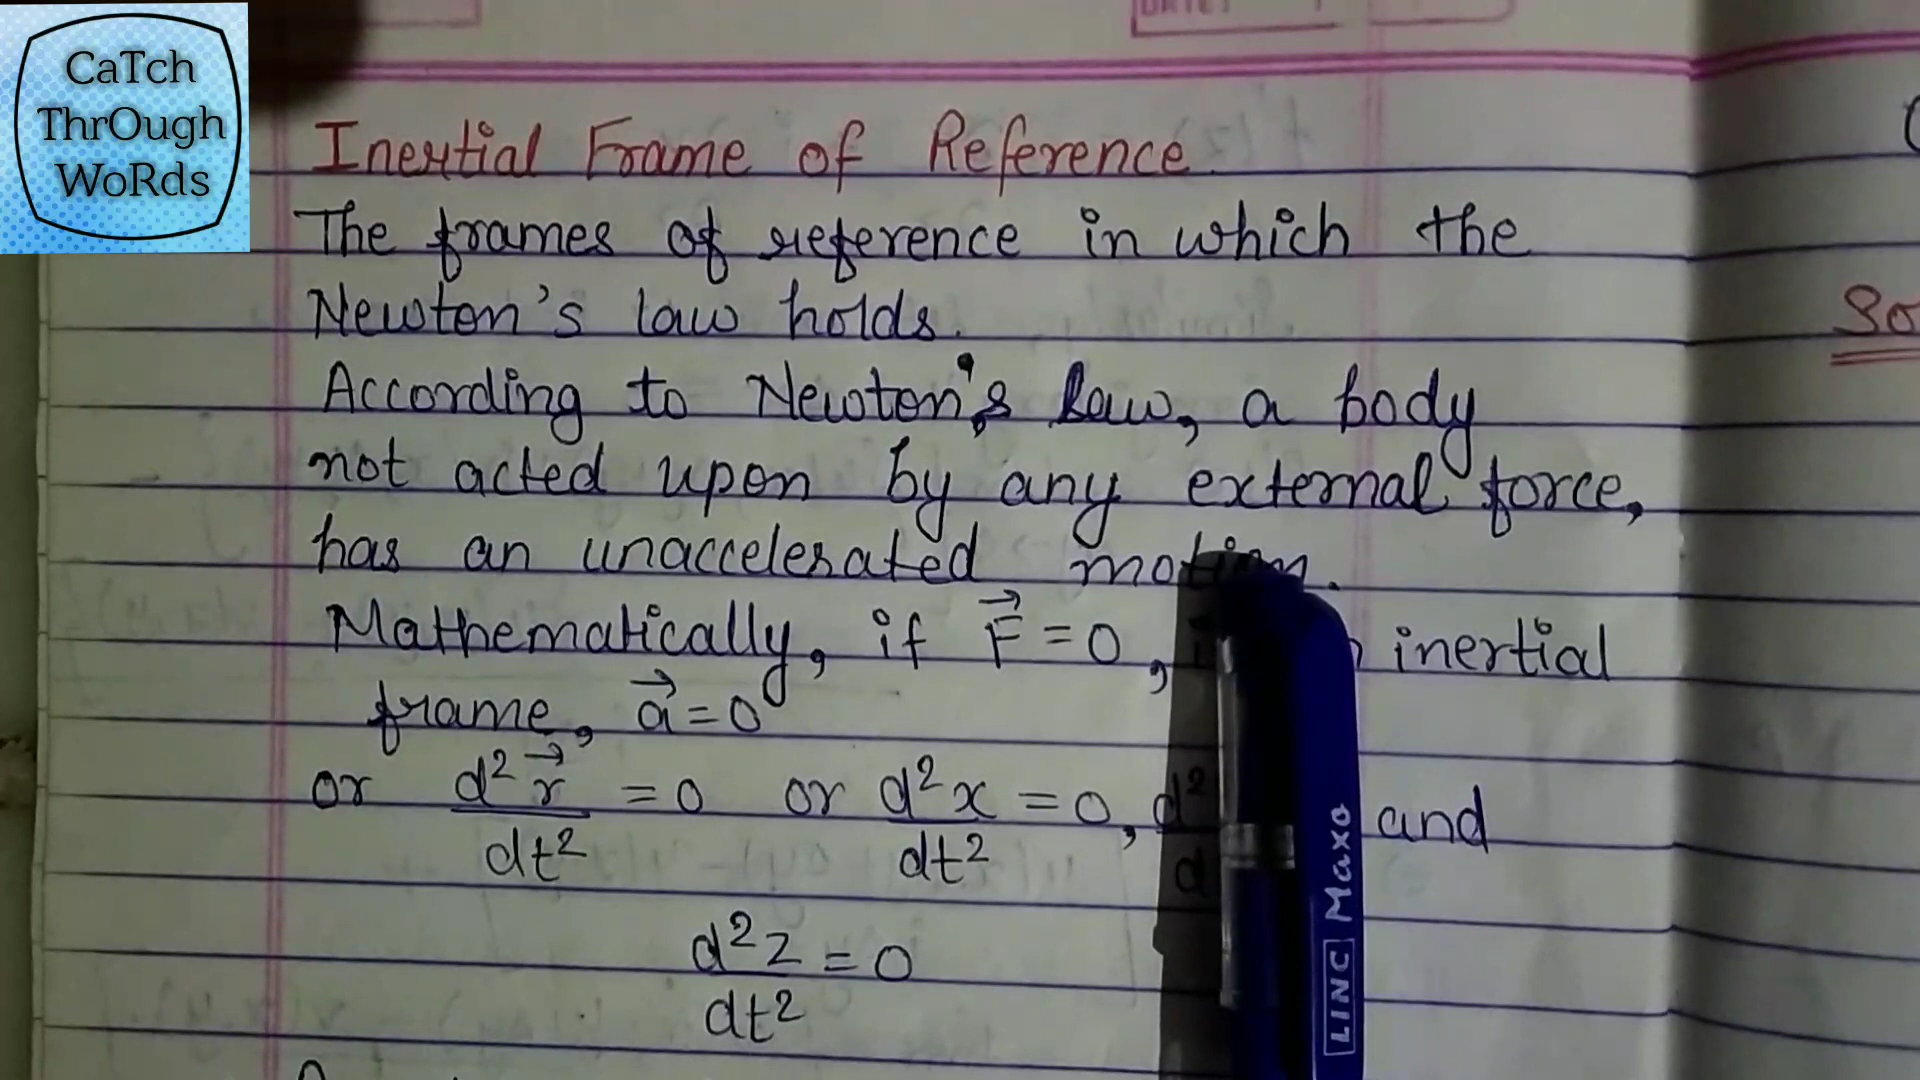 CaTch
ThrOugh
WoRds
Inertial Frame of Reference.
The frames of reference in which the
Newton's law holds.
According to Newton's Law, a body
not acted upon by any external force,
has an unaccelerated motion.
Mathematically, if F⃗ = 0, inertial
frame, a⃗ = 0
or d²r⃗/dt² = 0 or d²x/dt² = 0, and
d²z/dt² = 0
So
LINC Maxo